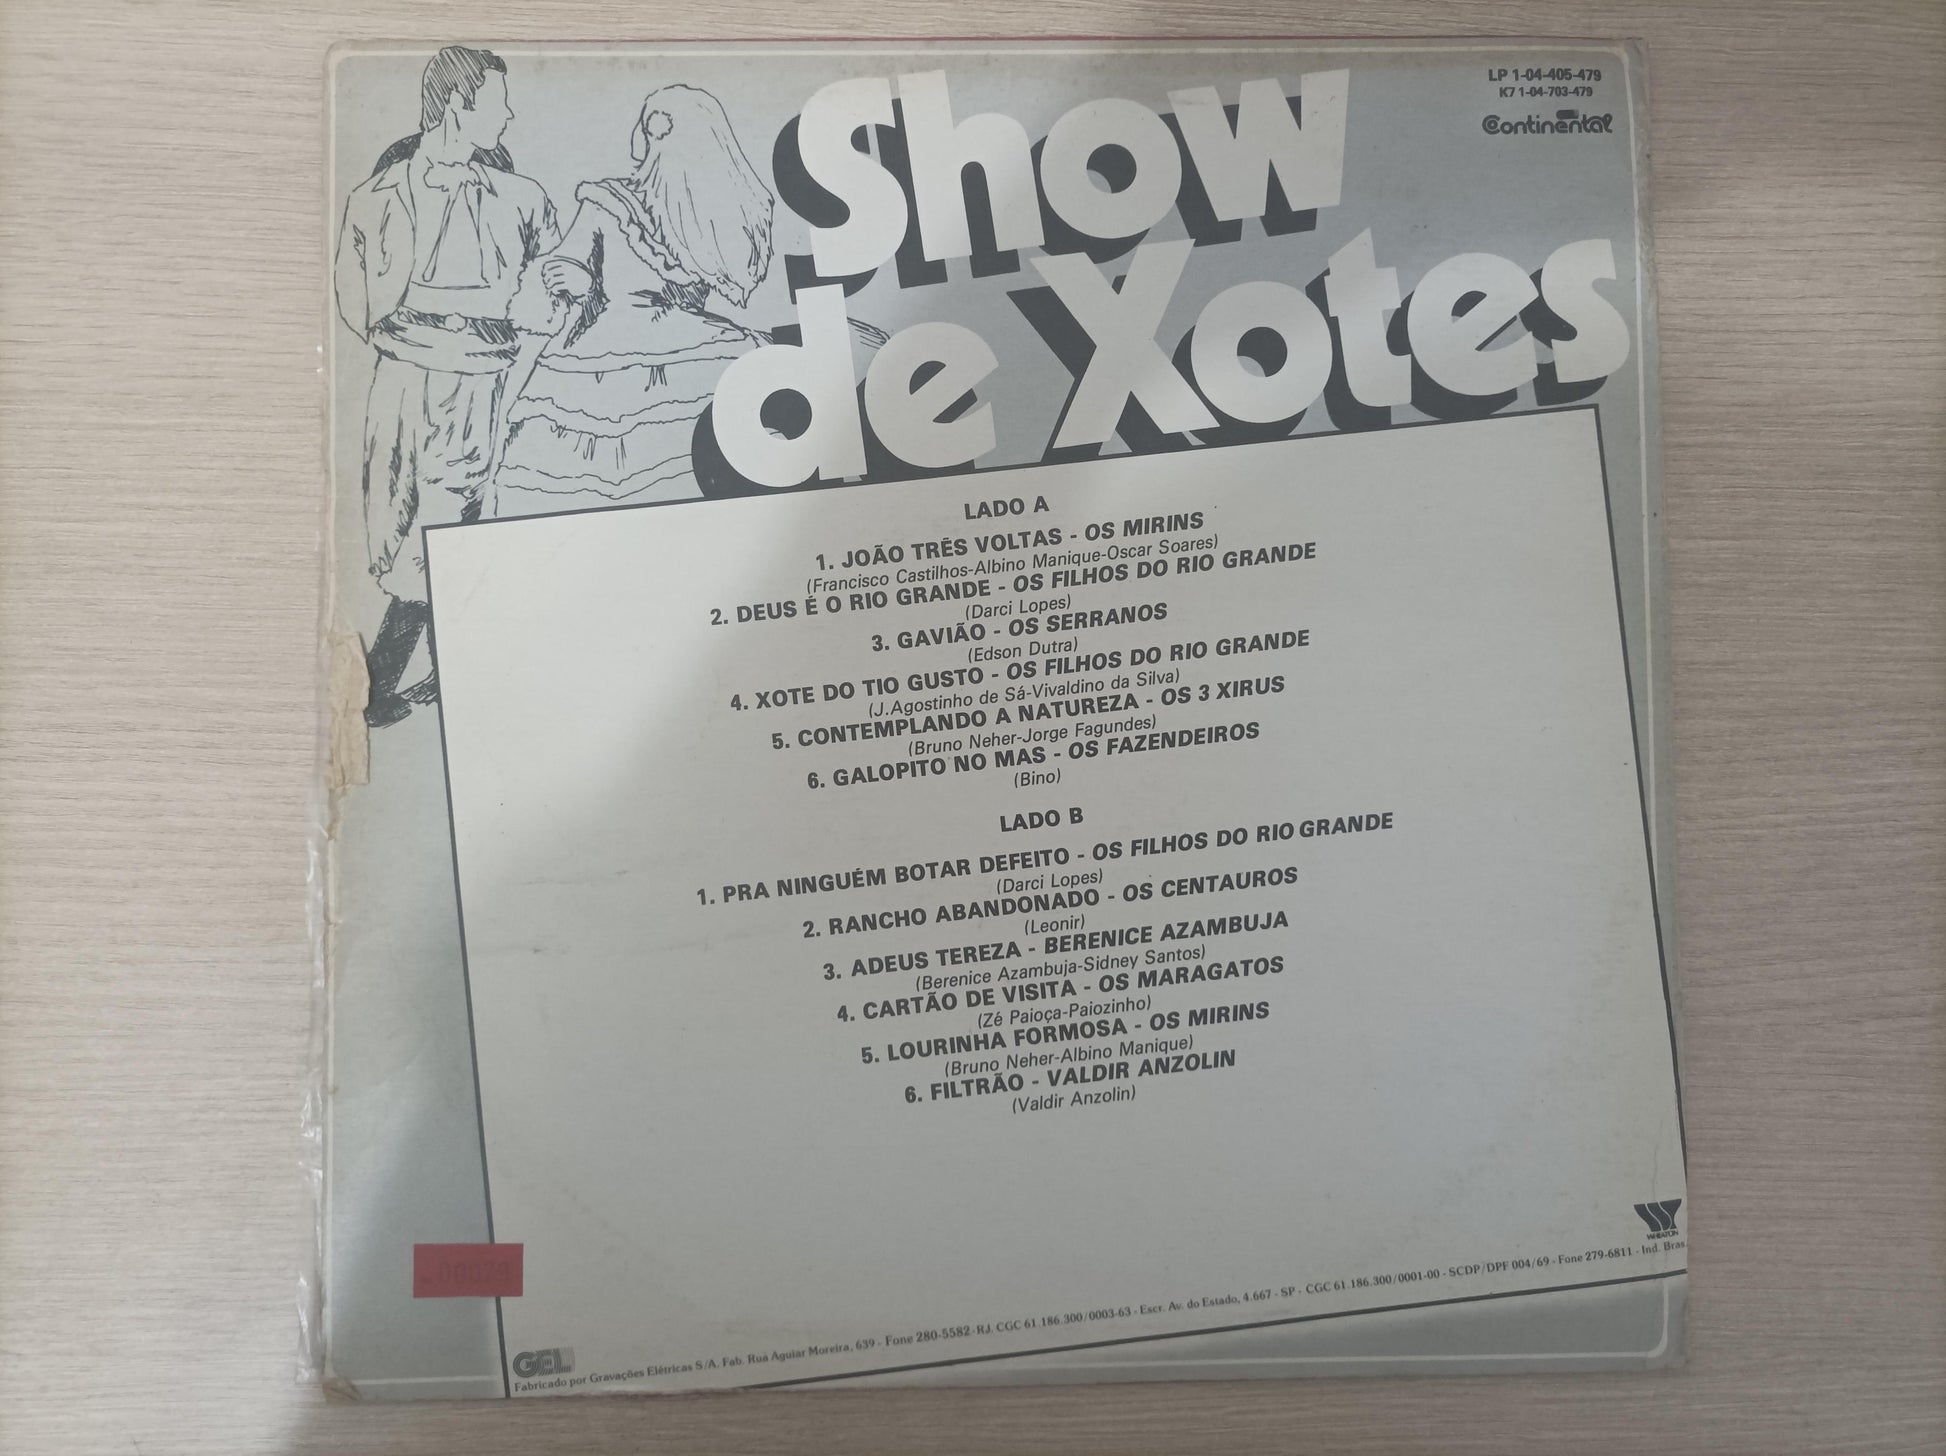 Show
de Xotes
LP 1-04-405-479
K7 1-04-703-479
Continental
LADO A
1. JOÃO TRÊS VOLTAS - OS MIRINS
(Francisco Castilhos-Albino Manique-Oscar Soares)
2. DEUS É O RIO GRANDE - OS FILHOS DO RIO GRANDE
(Darci Lopes)
3. GAVIÃO - OS SERRANOS
(Edson Dutra)
4. XOTE DO TIO GUSTO - OS FILHOS DO RIO GRANDE
(J.Agostinho de Sá-Vivaldino da Silva)
5. CONTEMPLANDO A NATUREZA - OS 3 XIRUS
(Bruno Neher-Jorge Fagundes)
6. GALOPITO NO MAS - OS FAZENDEIROS
(Bino)
LADO B
1. PRA NINGUÉM BOTAR DEFEITO - OS FILHOS DO RIO GRANDE
(Darci Lopes)
2. RANCHO ABANDONADO - OS CENTAUROS
(Leonir)
3. ADEUS TEREZA - BERENICE AZAMBUJA
(Berenice Azambuja-Sidney Santos)
4. CARTÃO DE VISITA - OS MARAGATOS
(Zé Paioça-Paiozinho)
5. LOURINHA FORMOSA - OS MIRINS
(Bruno Neher-Albino Manique)
6. FILTRÃO - VALDIR ANZOLIN
(Valdir Anzolin)
WHEATON
GEL
Fabricado por Gravações Elétricas S/A. Fab. Rua Aguiar Moreira, 639 - Fone 280-5582-RJ. CGC 61.186.300/0003-63 - Escr. Av. do Estado, 4.667 - SP - CGC 61.186.300/0001-00 - SCDP/DPF 004/69 - Fone 279-6811 - Ind. Bras.